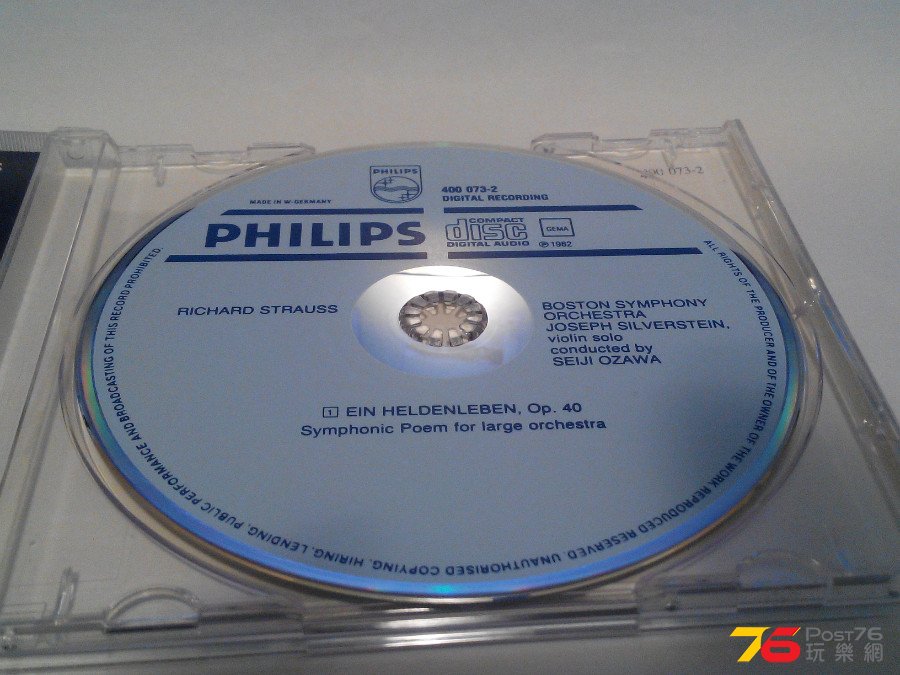 PHILIPS
400 073-2
DIGITAL RECORDING
MADE IN W-GERMANY
400 073-2
PHILIPS
COMPACT
disc
DIGITAL AUDIO
GEMA
℗ 1982
RICHARD STRAUSS
BOSTON SYMPHONY
ORCHESTRA
JOSEPH SILVERSTEIN,
violin solo
conducted by
SEIJI OZAWA
1 EIN HELDENLEBEN, Op. 40
Symphonic Poem for large orchestra
ALL RIGHTS OF THE PRODUCER AND OF THE OWNER OF THE WORK REPRODUCED RESERVED. UNAUTHORISED COPYING, HIRING, LENDING, PUBLIC PERFORMANCE AND BROADCASTING OF THIS RECORD PROHIBITED.
76 Post76
玩樂網